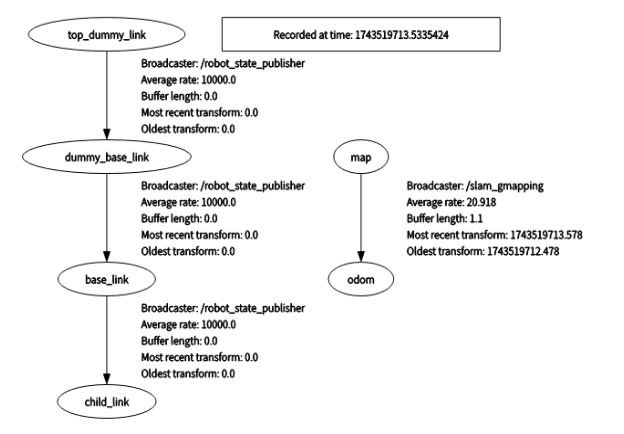 top_dummy_link
Recorded at time: 1743519713.5335424
Broadcaster: /robot_state_publisher
Average rate: 10000.0
Buffer length: 0.0
Most recent transform: 0.0
Oldest transform: 0.0
dummy_base_link
Broadcaster: /robot_state_publisher
Average rate: 10000.0
Buffer length: 0.0
Most recent transform: 0.0
Oldest transform: 0.0
base_link
Broadcaster: /robot_state_publisher
Average rate: 10000.0
Buffer length: 0.0
Most recent transform: 0.0
Oldest transform: 0.0
child_link
map
Broadcaster: /slam_gmapping
Average rate: 20.918
Buffer length: 1.1
Most recent transform: 1743519713.578
Oldest transform: 1743519712.478
odom